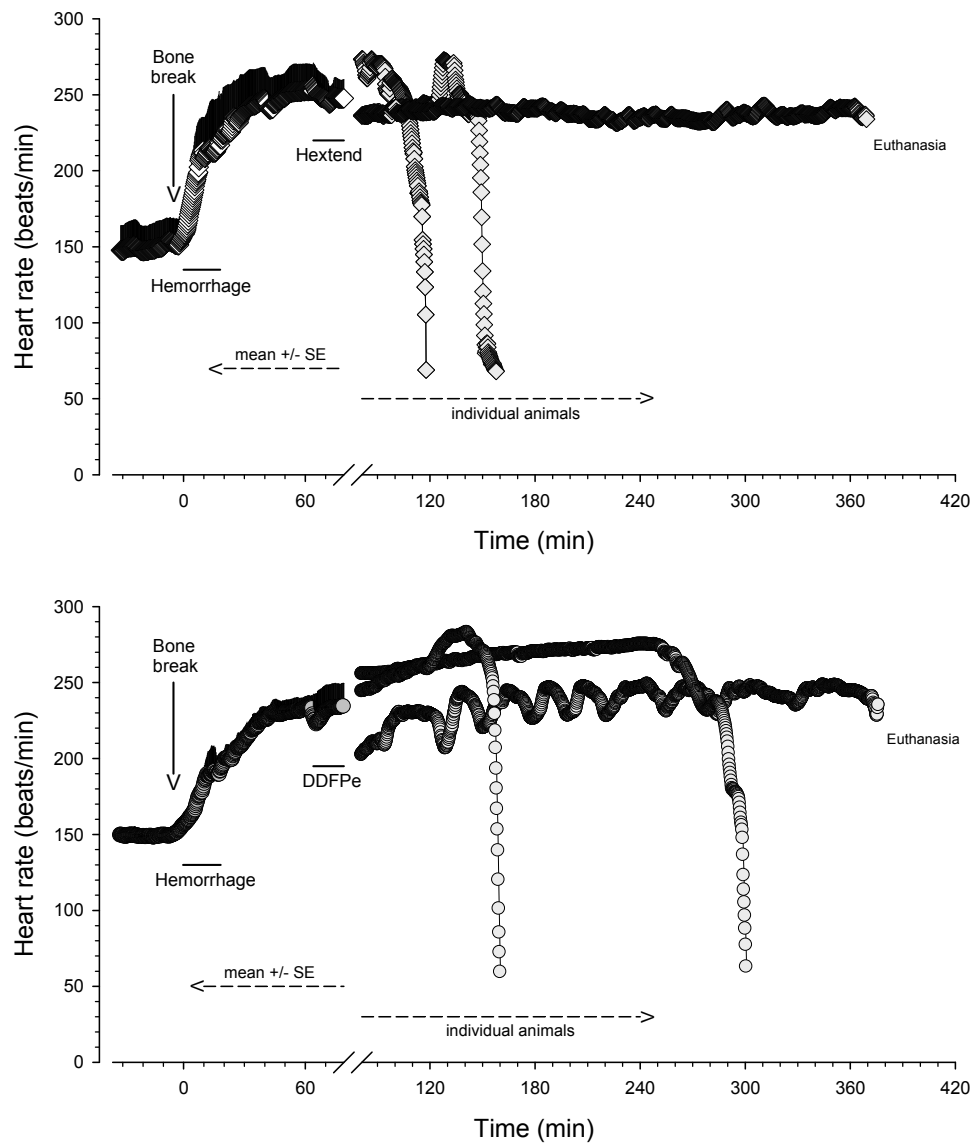 300
Bone
break
250
Hextend
Euthanasia
200
150
Hemorrhage
100
mean +/- SE
50
individual animals
0
Heart rate (beats/min)
0 60 120 180 240 300 360 420
Time (min)
300
Bone
break
250
Euthanasia
200
DDFPe
150
Hemorrhage
100
mean +/- SE
50
individual animals
0
Heart rate (beats/min)
0 60 120 180 240 300 360 420
Time (min)